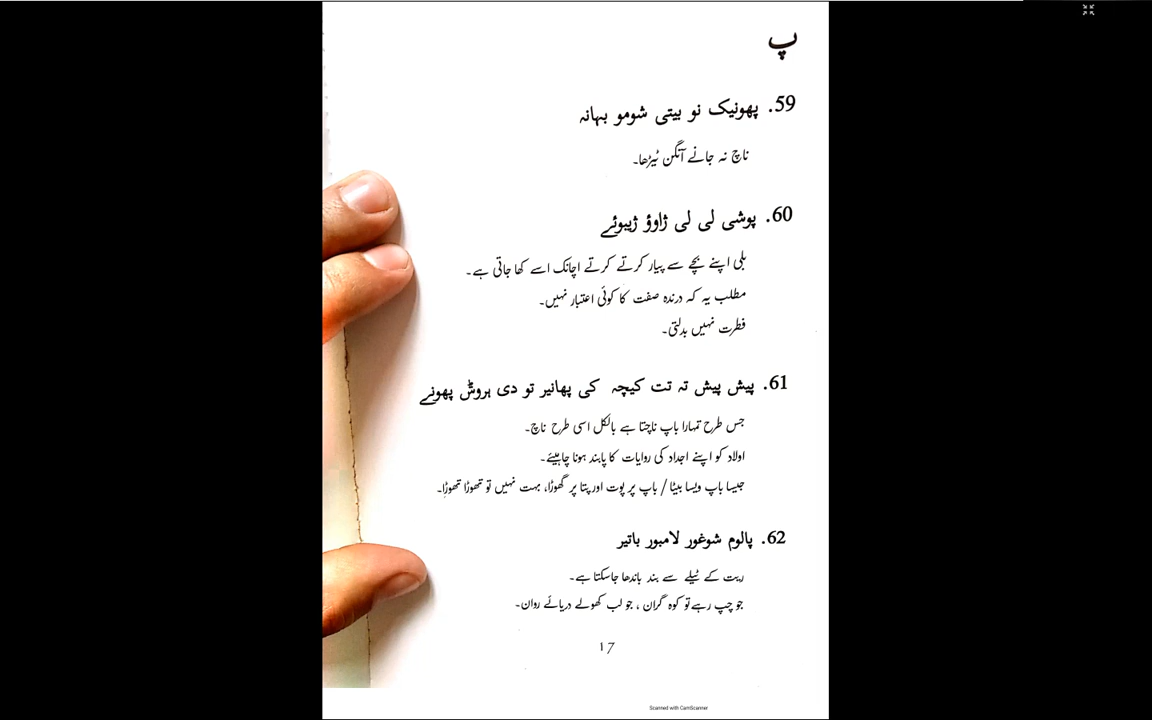 پ
59. پھونیک نو بیتی شومو بہانہ
ناچ نہ جانے آنگن ٹیڑھا۔
60. پوشی لی لی ژاوؤ ژیبوئے
بلی اپنے بچے سے پیار کرتے کرتے اچانک اسے کھا جاتی ہے۔
مطلب یہ کہ درندہ صفت کا کوئی اعتبار نہیں۔
فطرت نہیں بدلتی۔
61. پیش پیش تہ تت کیچہ کی پھانیر تو دی ہروش پھونے
جس طرح تمہارا باپ ناچتا ہے بالکل اسی طرح ناچ۔
اولاد کو اپنے اجداد کی روایات کا پابند ہونا چاہیئے۔
جیسا باپ ویسا بیٹا / باپ پر پوت اور پتا پر گھوڑا، بہت نہیں تو تھوڑا تھوڑا۔
62. پالوم شوغور لامبور باتیر
ریت کے ٹیلے سے بند باندھا جاسکتا ہے۔
جو چپ رہے تو کوہ گران ، جو لب کھولے دریائے روان۔
17
Scanned with CamScanner